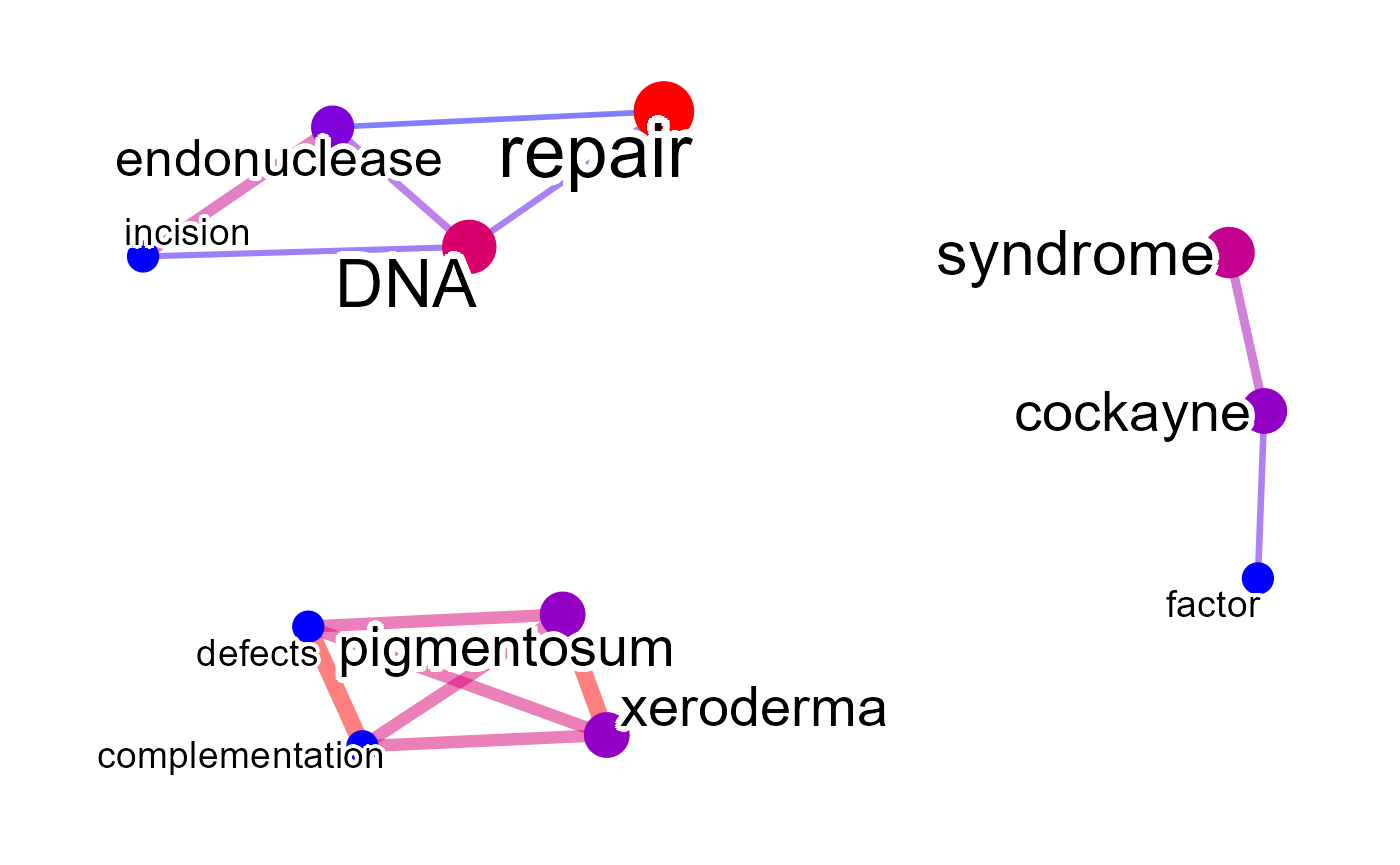 repair
endonuclease
incision
DNA
syndrome
cockayne
factor
pigmentosum
defects
xeroderma
complementation